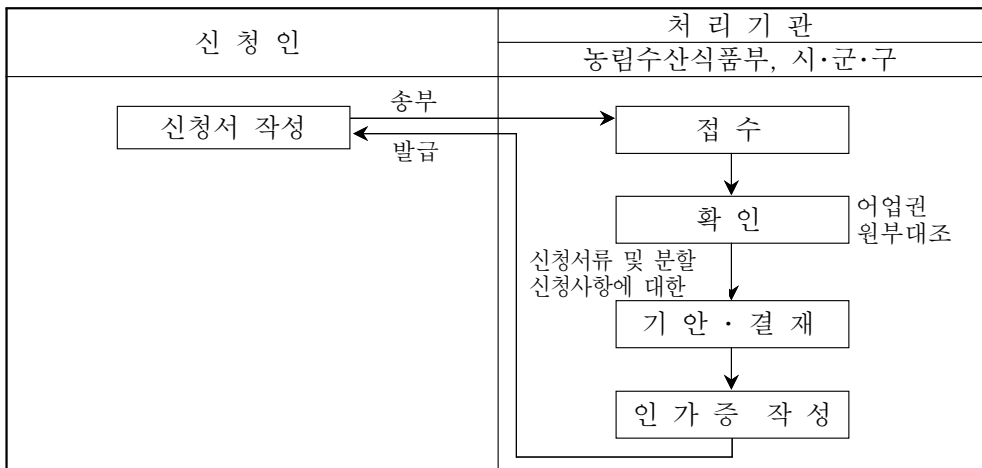 신 청 인
처 리 기 관
농림수산식품부, 시·군·구
송부
신청서 작성
접 수
발급
확 인
어업권
원부대조
신청서류 및 분할
신청사항에 대한
기 안 · 결 재
인 가 증 작 성